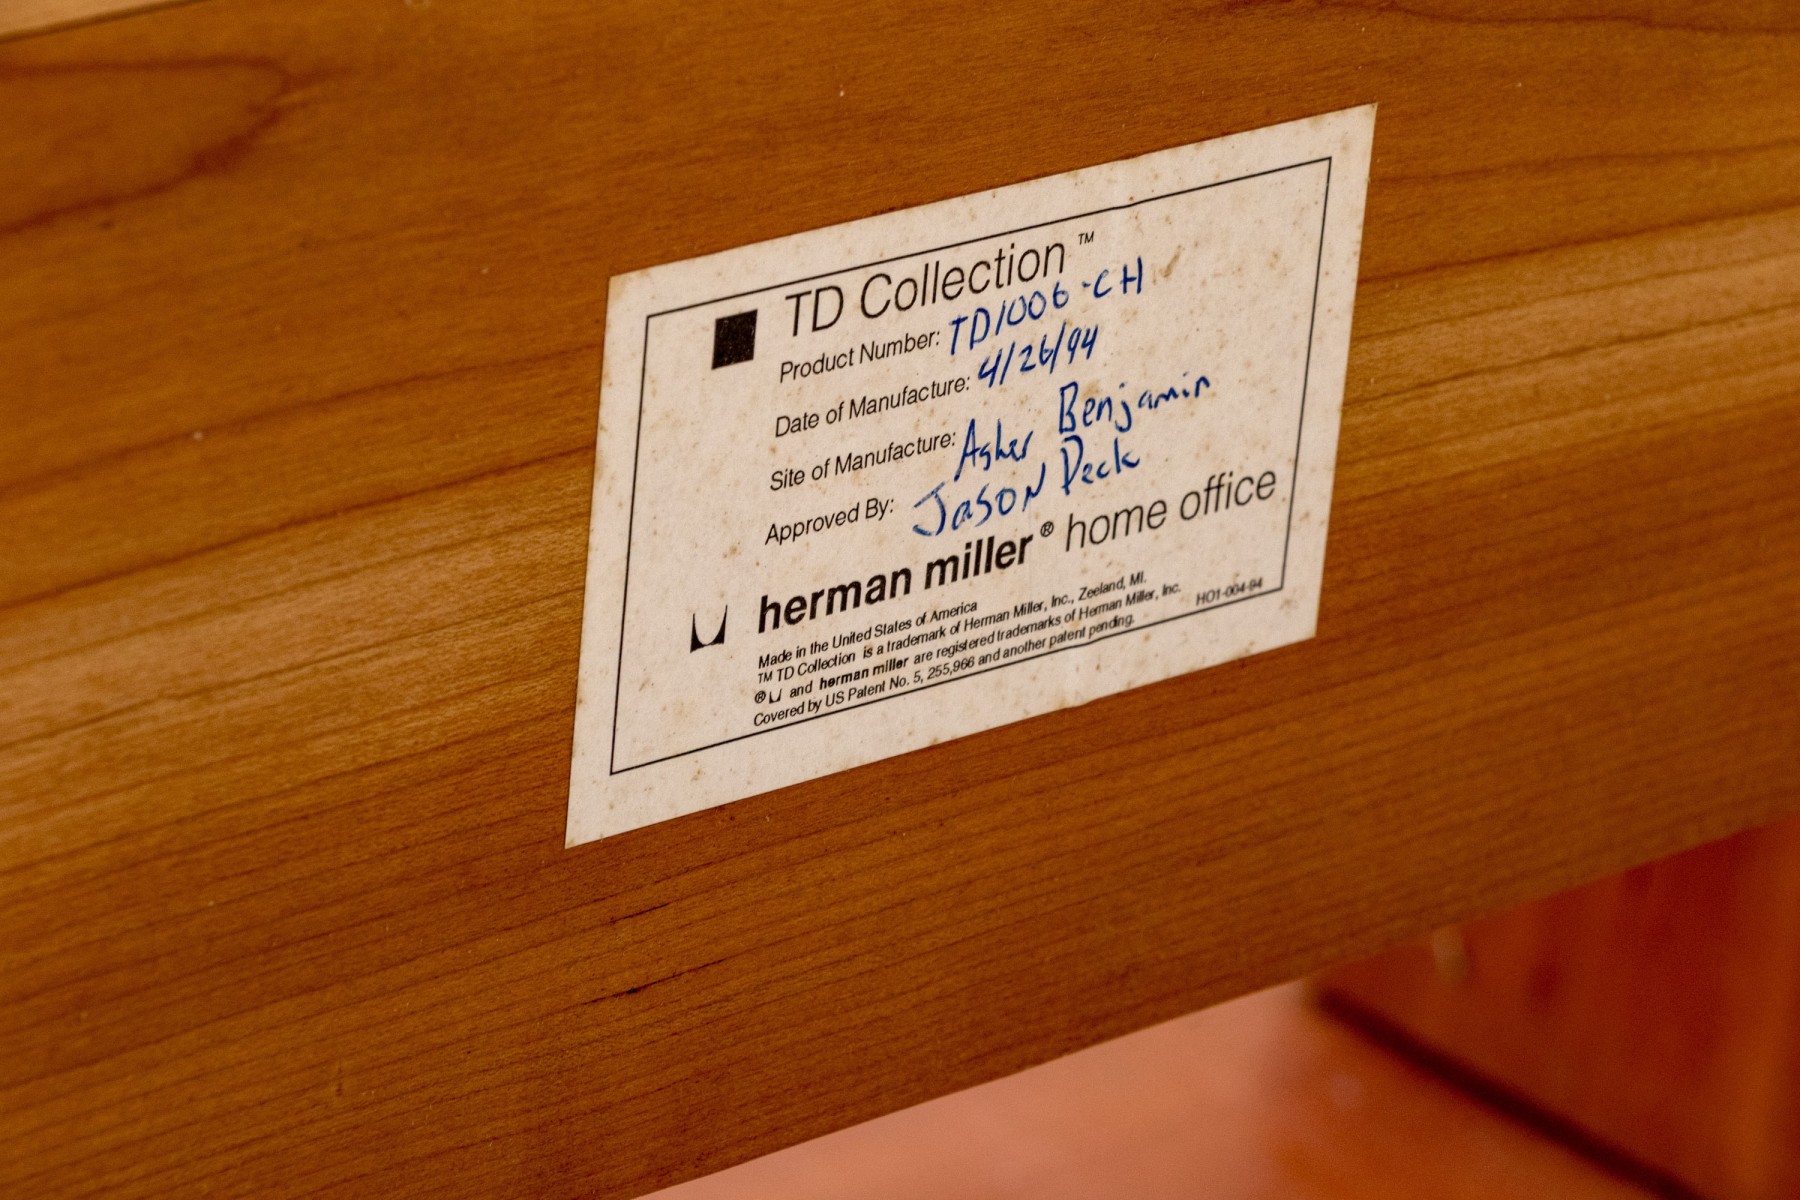 TD Collection™
Product Number: TD1006-CH
Date of Manufacture: 4/26/94
Site of Manufacture: Asher Benjamin
Approved By: Jason Peck
herman miller® home office
Made in the United States of America
™ TD Collection is a trademark of Herman Miller, Inc., Zeeland, MI.
® and herman miller are registered trademarks of Herman Miller, Inc.
Covered by US Patent No. 5, 255,966 and another patent pending.
HO1-004-94